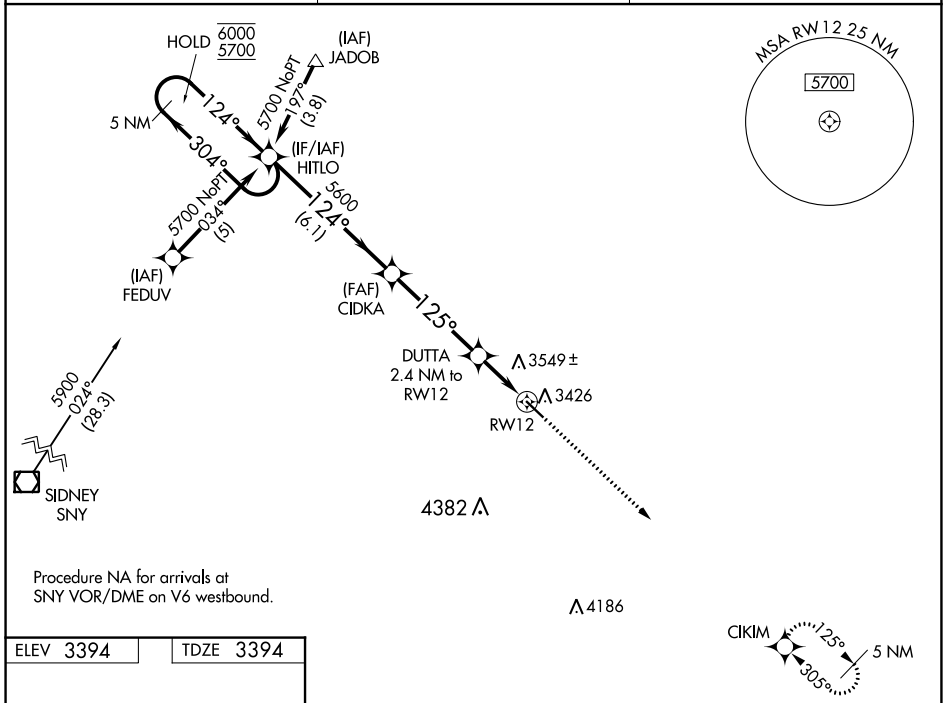 HOLD 6000
5700
(IAF)
JADOB
5700 NoPT
197°
(3.8)
MSA RW12 25 NM
5700
5 NM
124°
304°
(IF/IAF)
HITLO
5700 NoPT
034°
(5)
5600
124°
(6.1)
(IAF)
FEDUV
(FAF)
CIDKA
125°
DUTTA
2.4 NM to
RW12
3549 ±
3426
RW12
5900
024°
(28.3)
SIDNEY
SNY
4382
Procedure NA for arrivals at
SNY VOR/DME on V6 westbound.
4186
CIKIM
125°
305°
5 NM
ELEV 3394
TDZE 3394